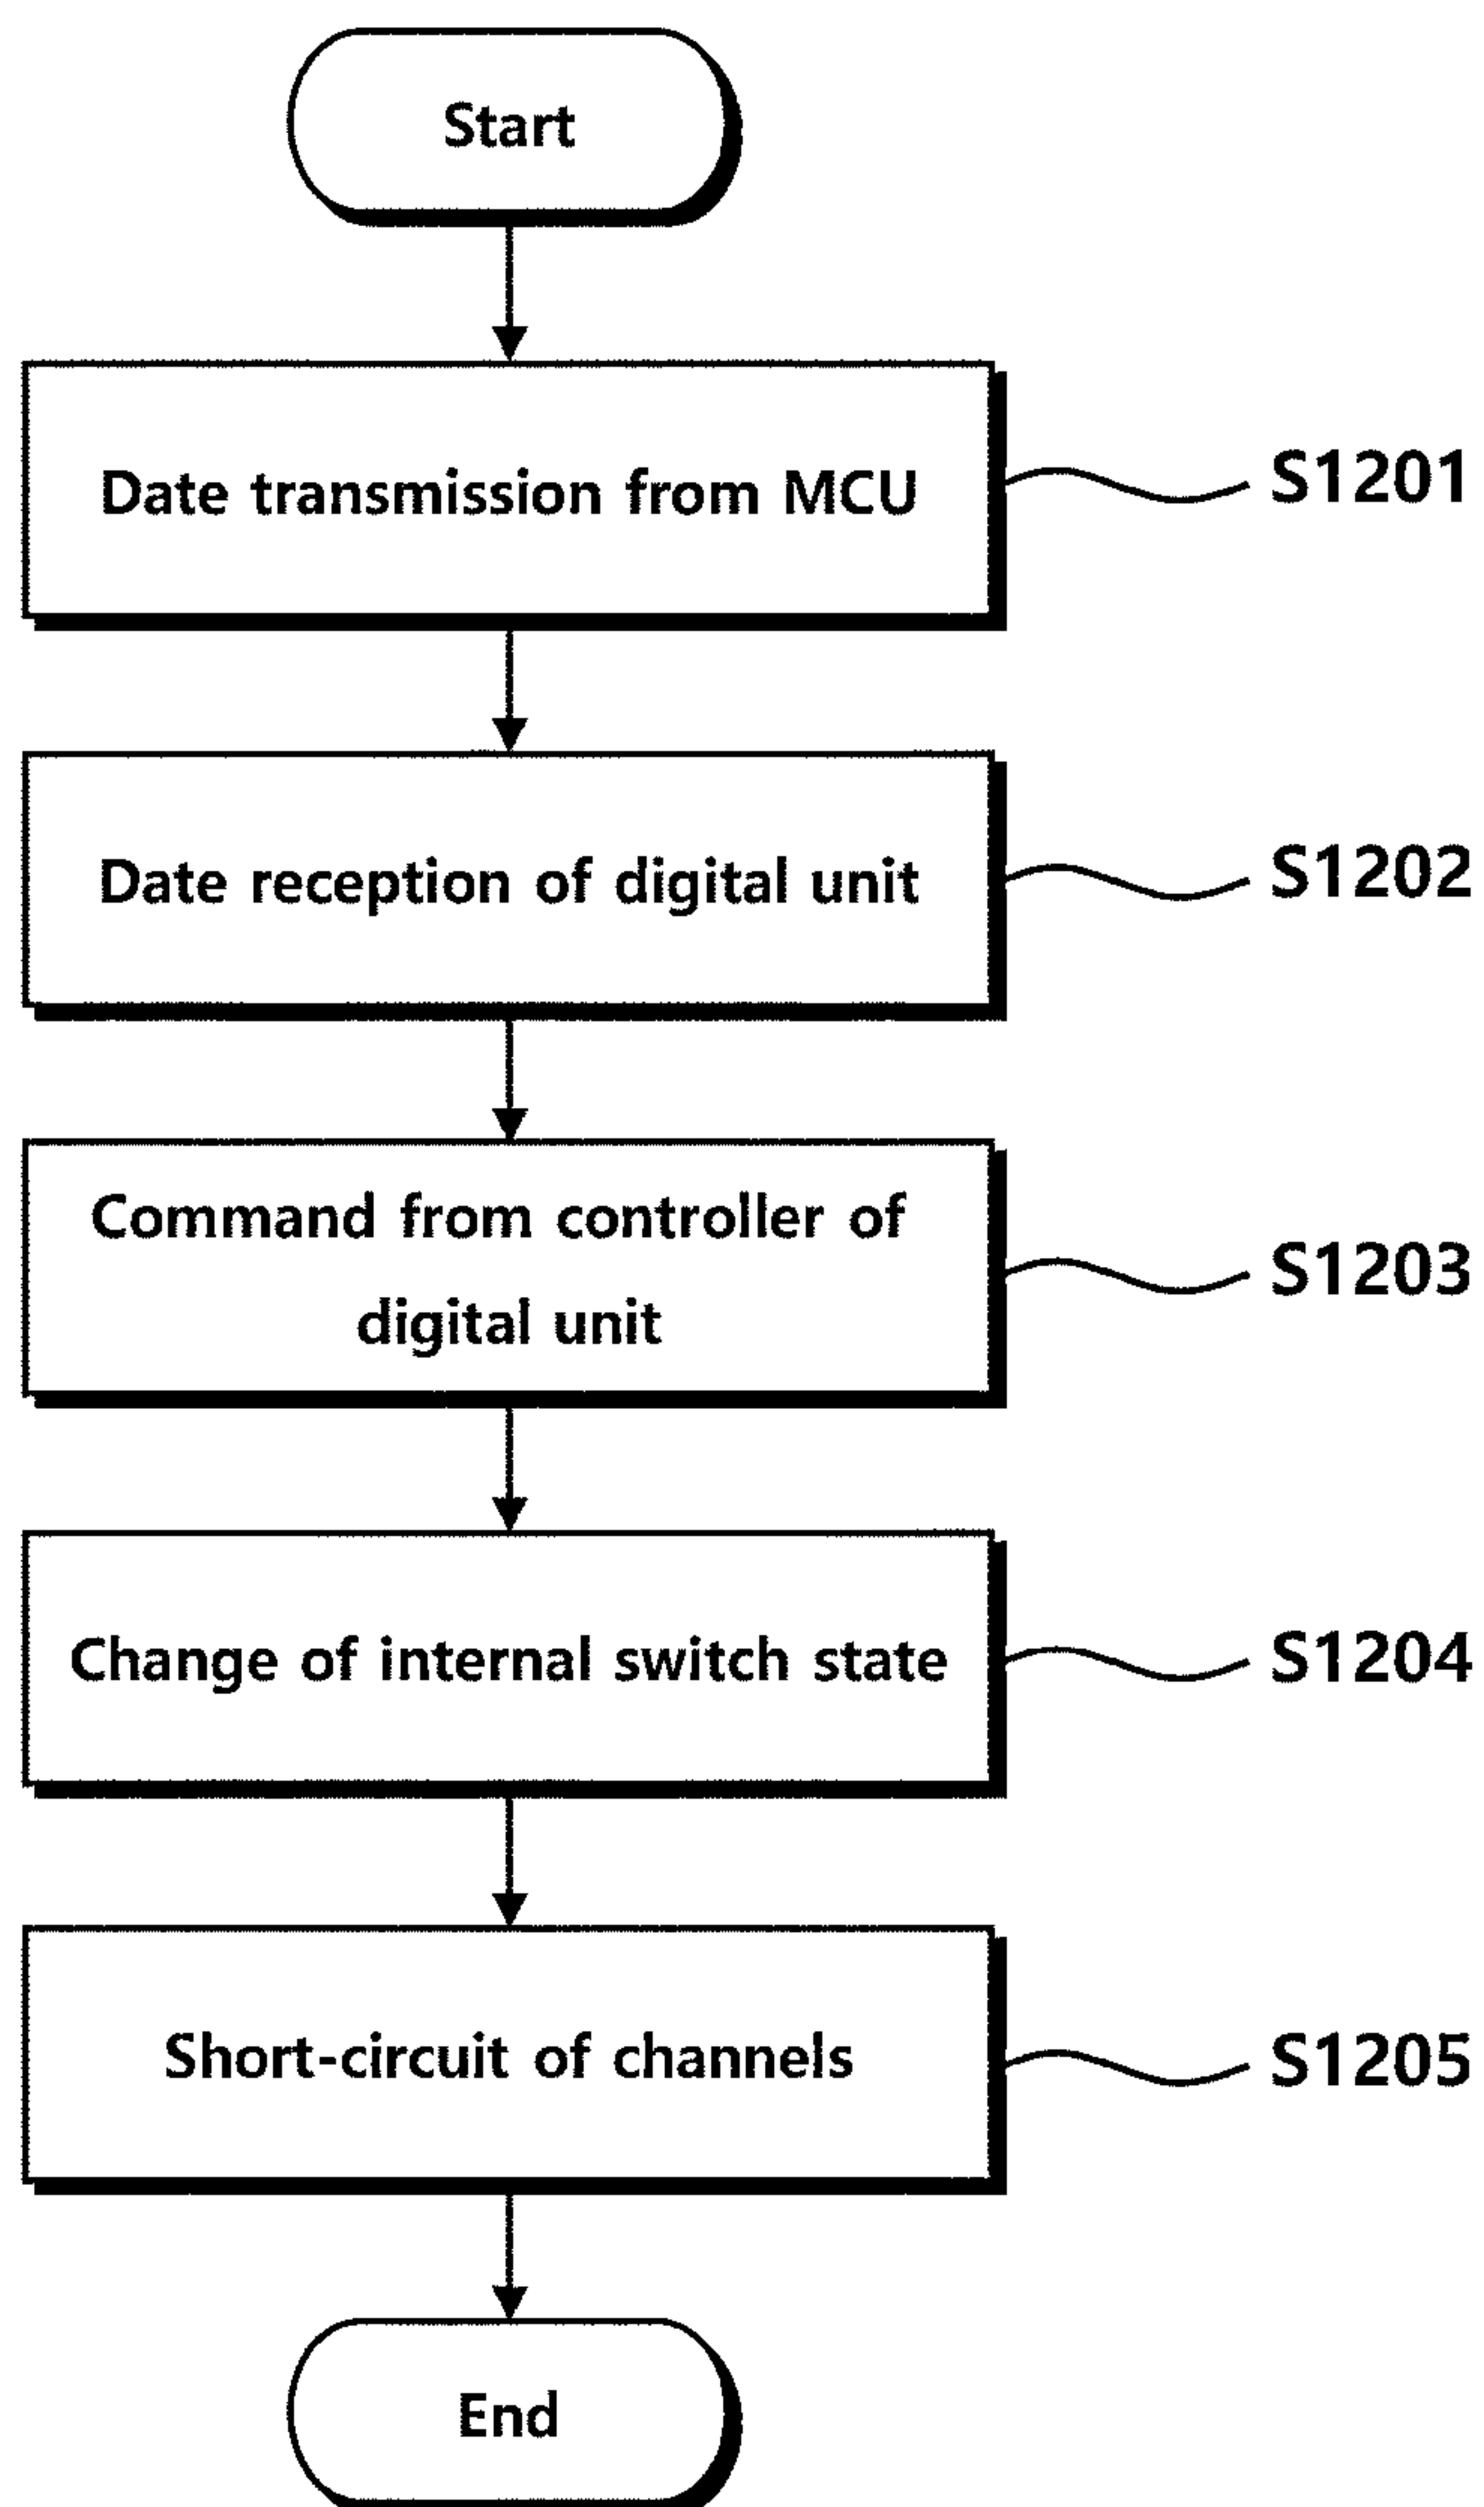 Start
Date transmission from MCU
S1201
Date reception of digital unit
S1202
Command from controller of
digital unit
S1203
Change of internal switch state
S1204
Short-circuit of channels
S1205
End